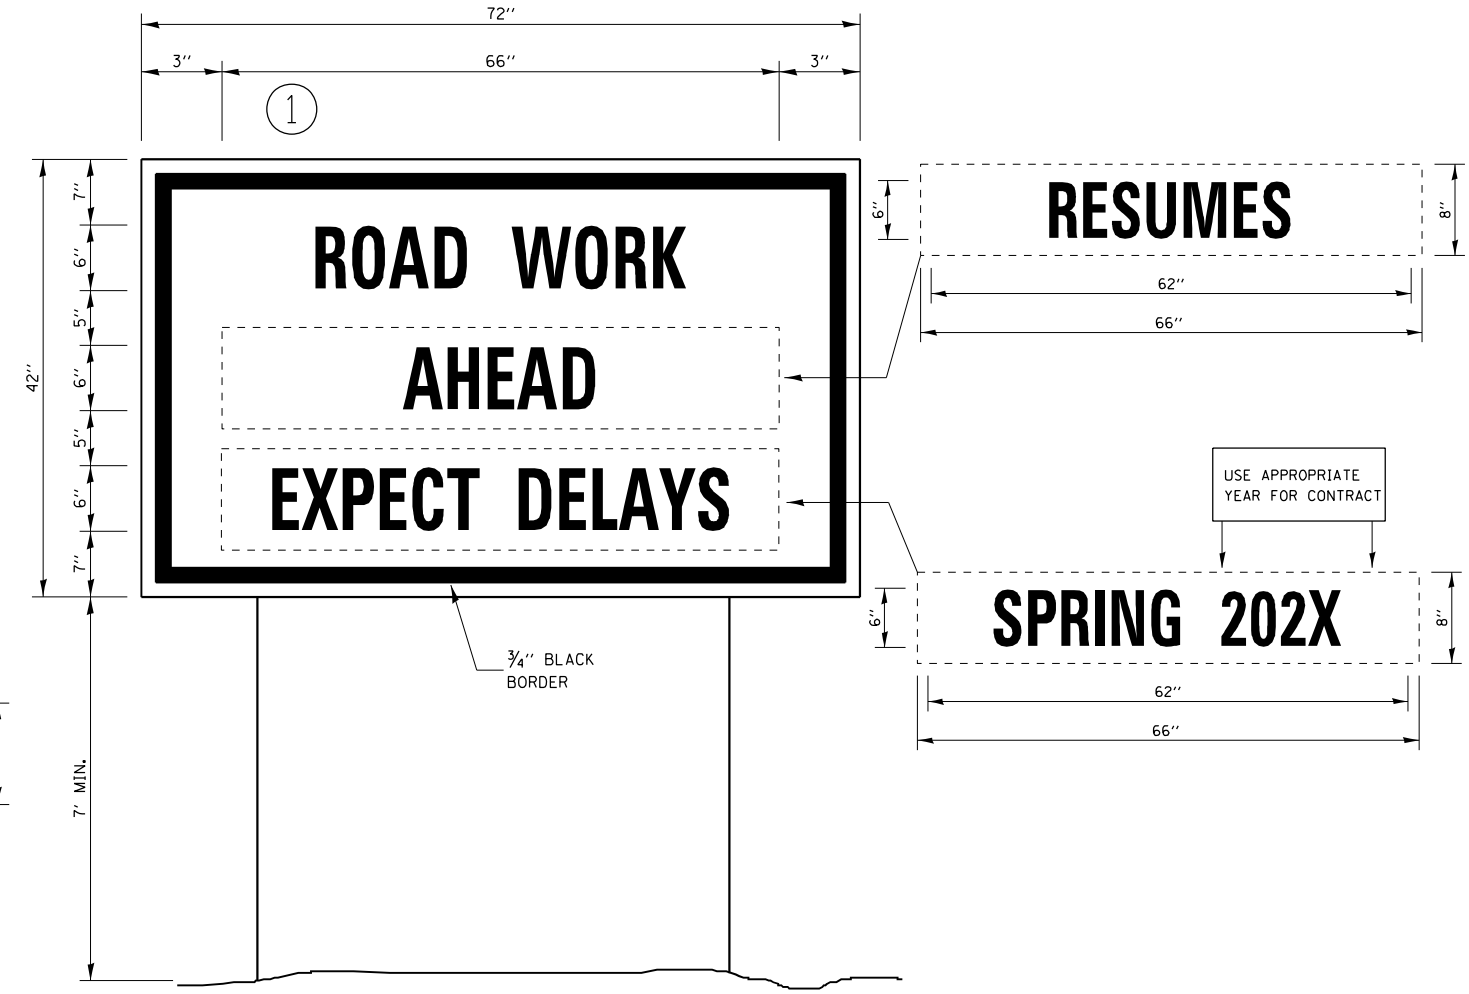 72''
3'' 66'' 3''
1
7''
6''
5''
6''
5''
6''
7''
42''
7' MIN.
ROAD WORK
AHEAD
EXPECT DELAYS
3/4'' BLACK
BORDER
6''
RESUMES
8''
62''
66''
USE APPROPRIATE
YEAR FOR CONTRACT
6''
SPRING 202X
8''
62''
66''